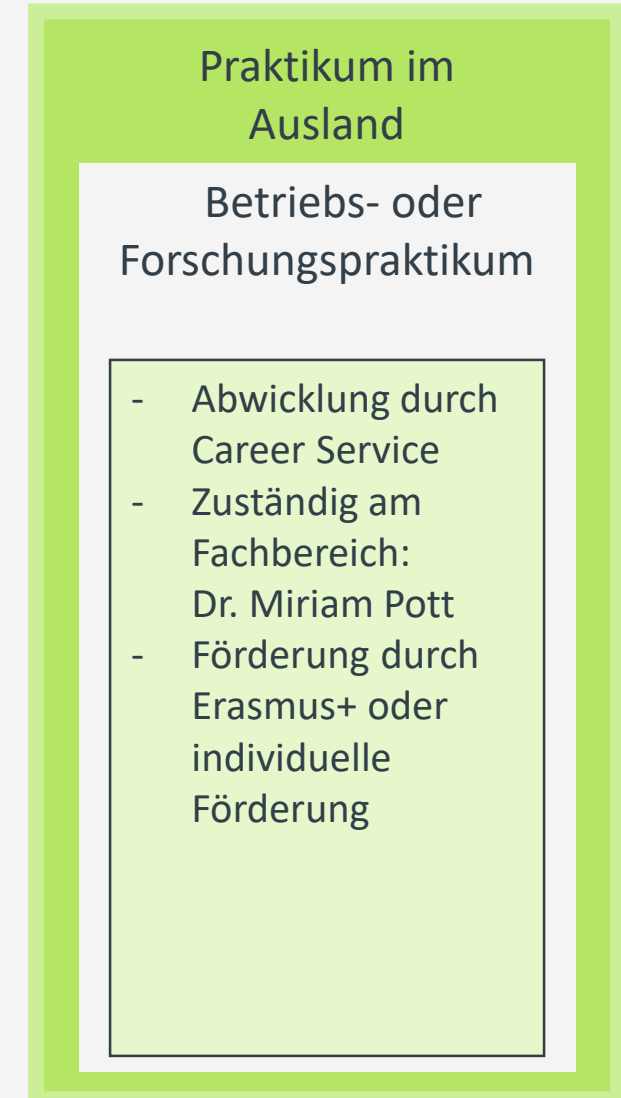 Praktikum im
Ausland
Betriebs- oder
Forschungspraktikum
- Abwicklung durch
Career Service
- Zuständig am
Fachbereich:
Dr. Miriam Pott
- Förderung durch
Erasmus+ oder
individuelle
Förderung